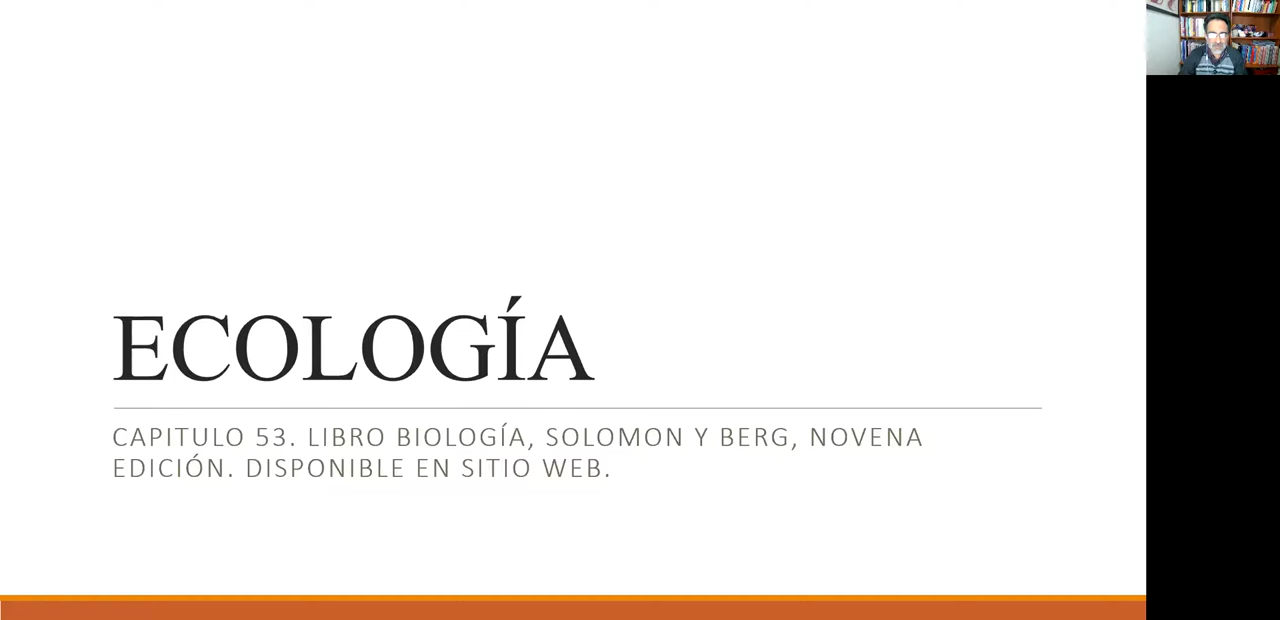 ECOLOGÍA
CAPITULO 53. LIBRO BIOLOGÍA, SOLOMON Y BERG, NOVENA
EDICIÓN. DISPONIBLE EN SITIO WEB.